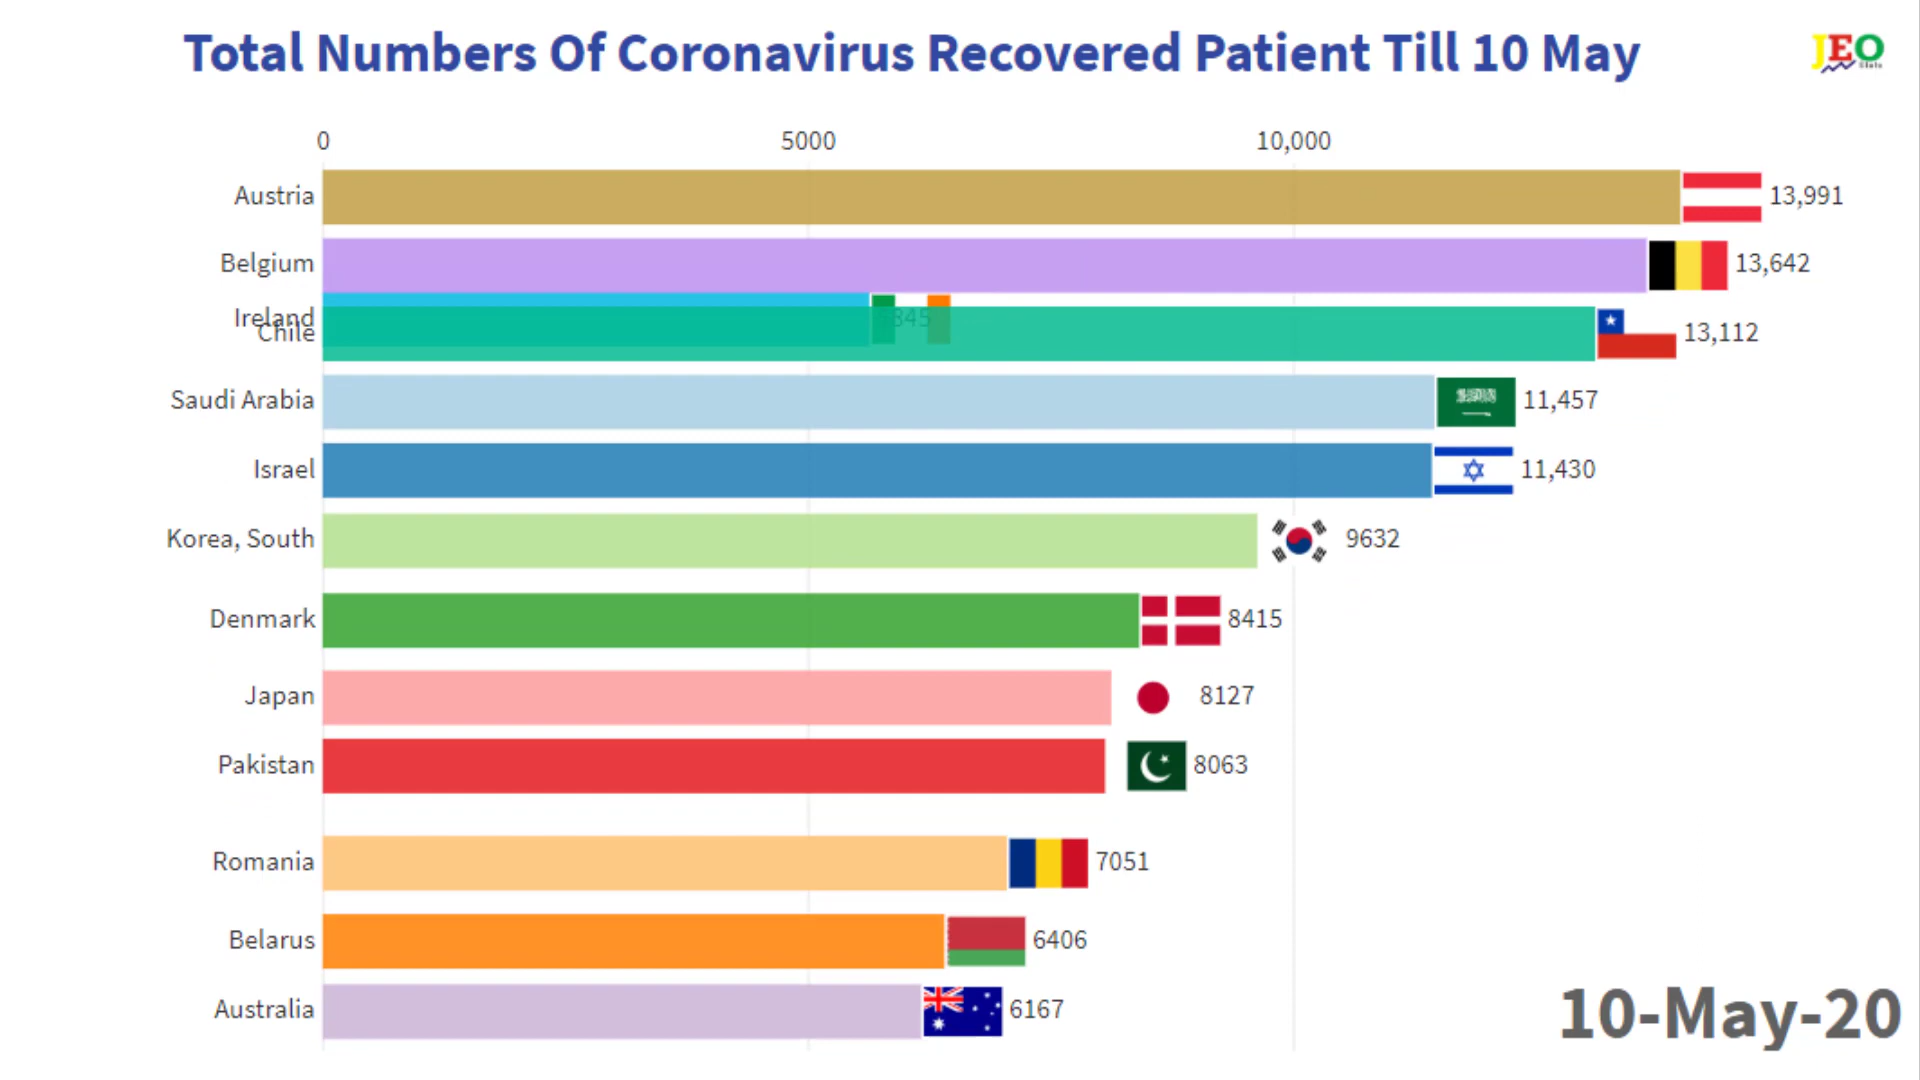 Total Numbers Of Coronavirus Recovered Patient Till 10 May
JEO
Stats
0 5000 10,000
Austria 13,991
Belgium 13,642
Ireland
Chile 13,112
Saudi Arabia 11,457
Israel 11,430
Korea, South 9632
Denmark 8415
Japan 8127
Pakistan 8063
Romania 7051
Belarus 6406
Australia 6167
10-May-20